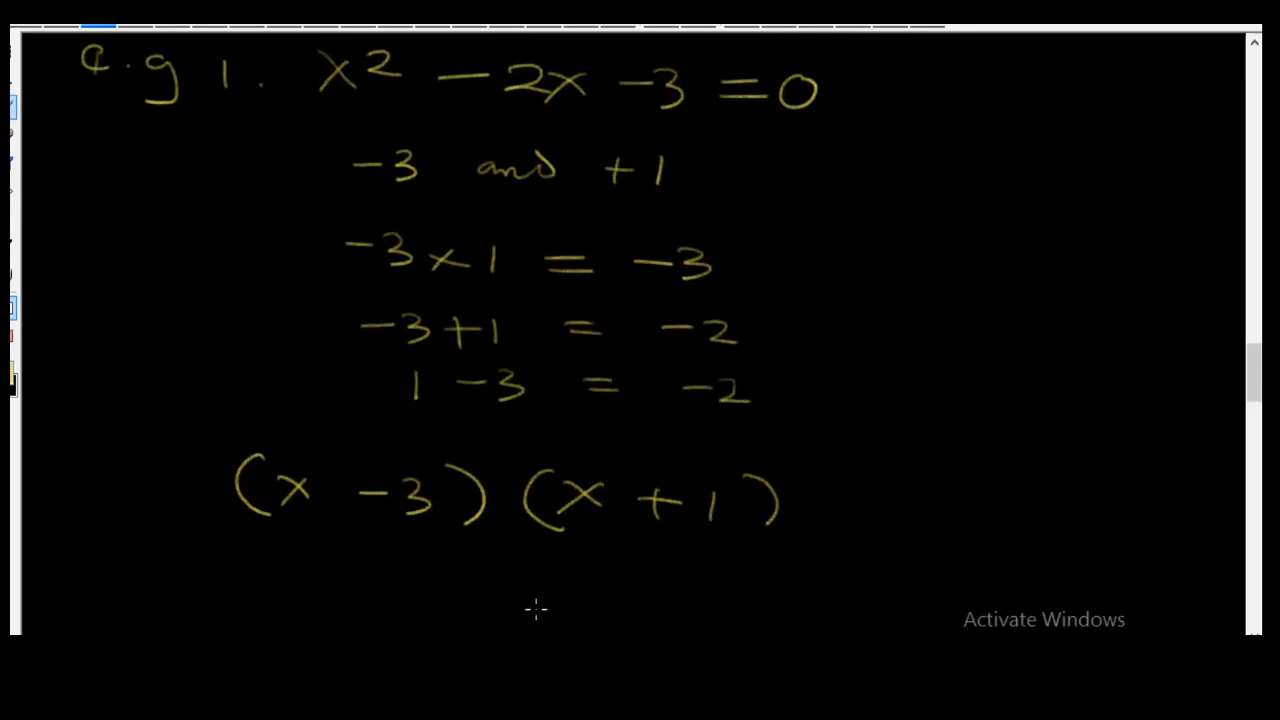 e.g 1. x2 - 2x - 3 = 0
-3 and +1
-3 x 1 = -3
-3 + 1 = -2
1 - 3 = -2
(x - 3) (x + 1)
Activate Windows